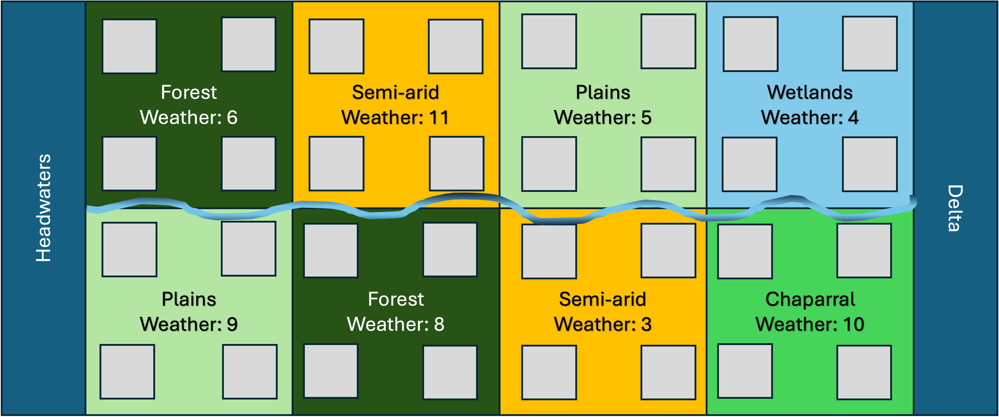 Headwaters
Forest
Weather: 6
Semi-arid
Weather: 11
Plains
Weather: 5
Wetlands
Weather: 4
Plains
Weather: 9
Forest
Weather: 8
Semi-arid
Weather: 3
Chaparral
Weather: 10
Delta